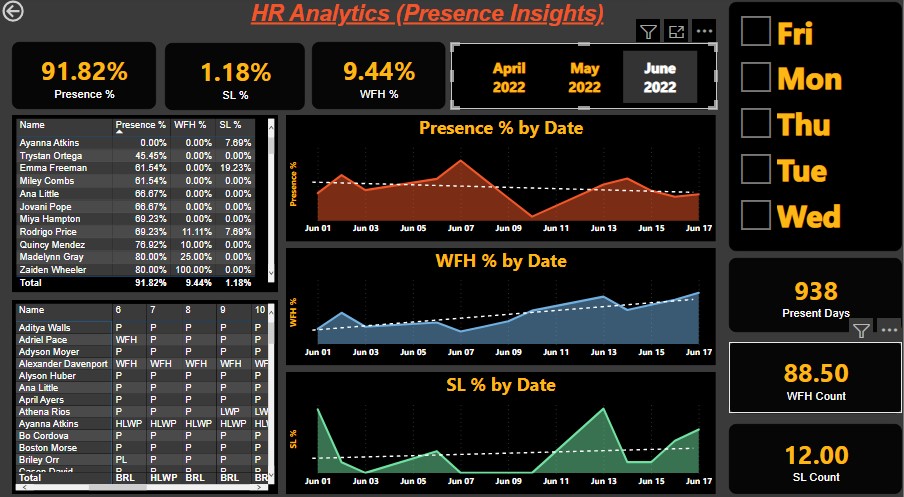 HR Analytics (Presence Insights)
91.82%
Presence %
1.18%
SL %
9.44%
WFH %
April 2022
May 2022
June 2022
Fri
Mon
Thu
Tue
Wed
Name Presence % WFH % SL %
Ayanna Atkins 0.00% 0.00% 7.69%
Trystan Ortega 45.45% 0.00% 0.00%
Emma Freeman 61.54% 0.00% 19.23%
Miley Combs 61.54% 0.00% 0.00%
Ana Little 66.67% 0.00% 0.00%
Jovani Pope 66.67% 0.00% 0.00%
Miya Hampton 69.23% 0.00% 0.00%
Rodrigo Price 69.23% 11.11% 7.69%
Quincy Mendez 76.92% 10.00% 0.00%
Madelynn Gray 80.00% 25.00% 0.00%
Zaiden Wheeler 80.00% 100.00% 0.00%
Total 91.82% 9.44% 1.18%
Presence % by Date
Presence %
Jun 01 Jun 03 Jun 05 Jun 07 Jun 09 Jun 11 Jun 13 Jun 15 Jun 17
WFH % by Date
WFH %
Jun 01 Jun 03 Jun 05 Jun 07 Jun 09 Jun 11 Jun 13 Jun 15 Jun 17
SL % by Date
SL %
Jun 01 Jun 03 Jun 05 Jun 07 Jun 09 Jun 11 Jun 13 Jun 15 Jun 17
938
Present Days
88.50
WFH Count
12.00
SL Count
Name 6 7 8 9 10
Aditya Walls P P P P P
Adriel Pace WFH P P P P
Adyson Moyer P P P P P
Alexander Davenport WFH WFH WFH WFH WF
Alyson Huber P P P P P
Ana Little P P P P P
April Ayers P P P P P
Athena Rios P P P LWP LW
Ayanna Atkins HLWP HLWP HLWP HLWP HL
Bo Cordova P P P P P
Boston Morse P P P P P
Briley Orr PL P P P P
Cason David
Total BRL HLWP BRL BRL BR